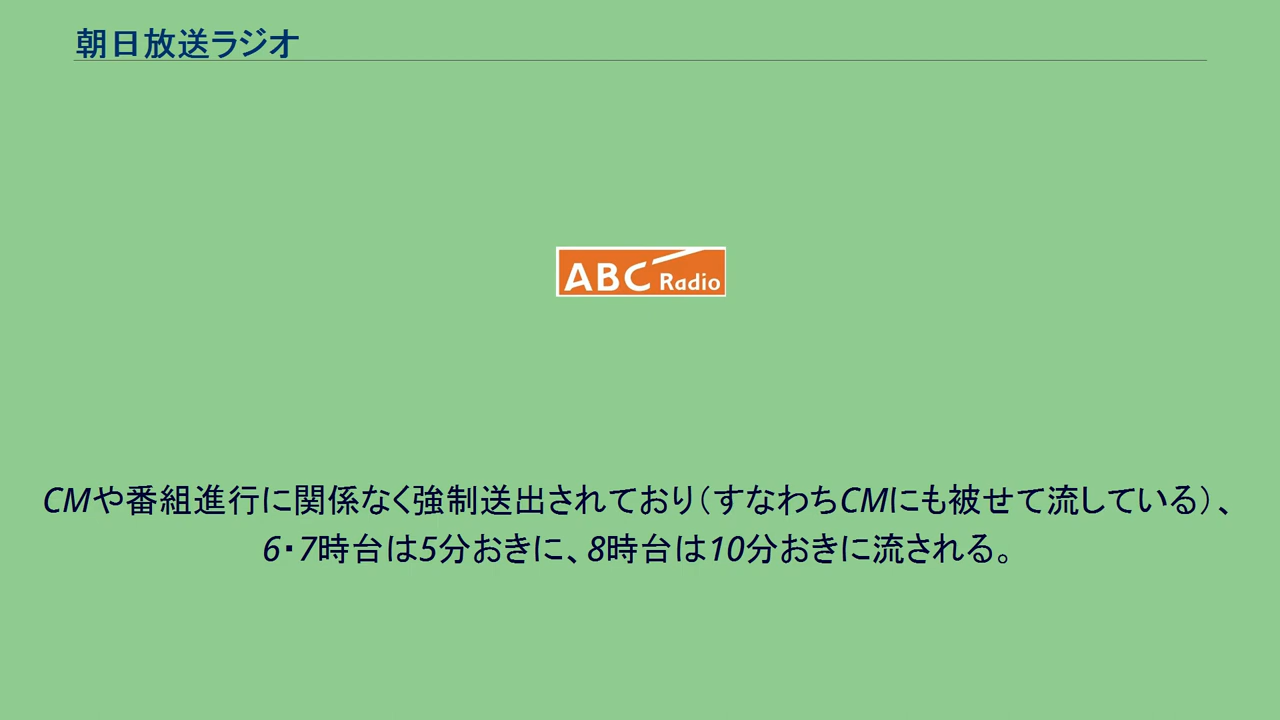 朝日放送ラジオ
ABC Radio
CMや番組進行に関係なく強制送出されており（すなわちCMにも被せて流している）、
6・7時台は5分おきに、8時台は10分おきに流される。